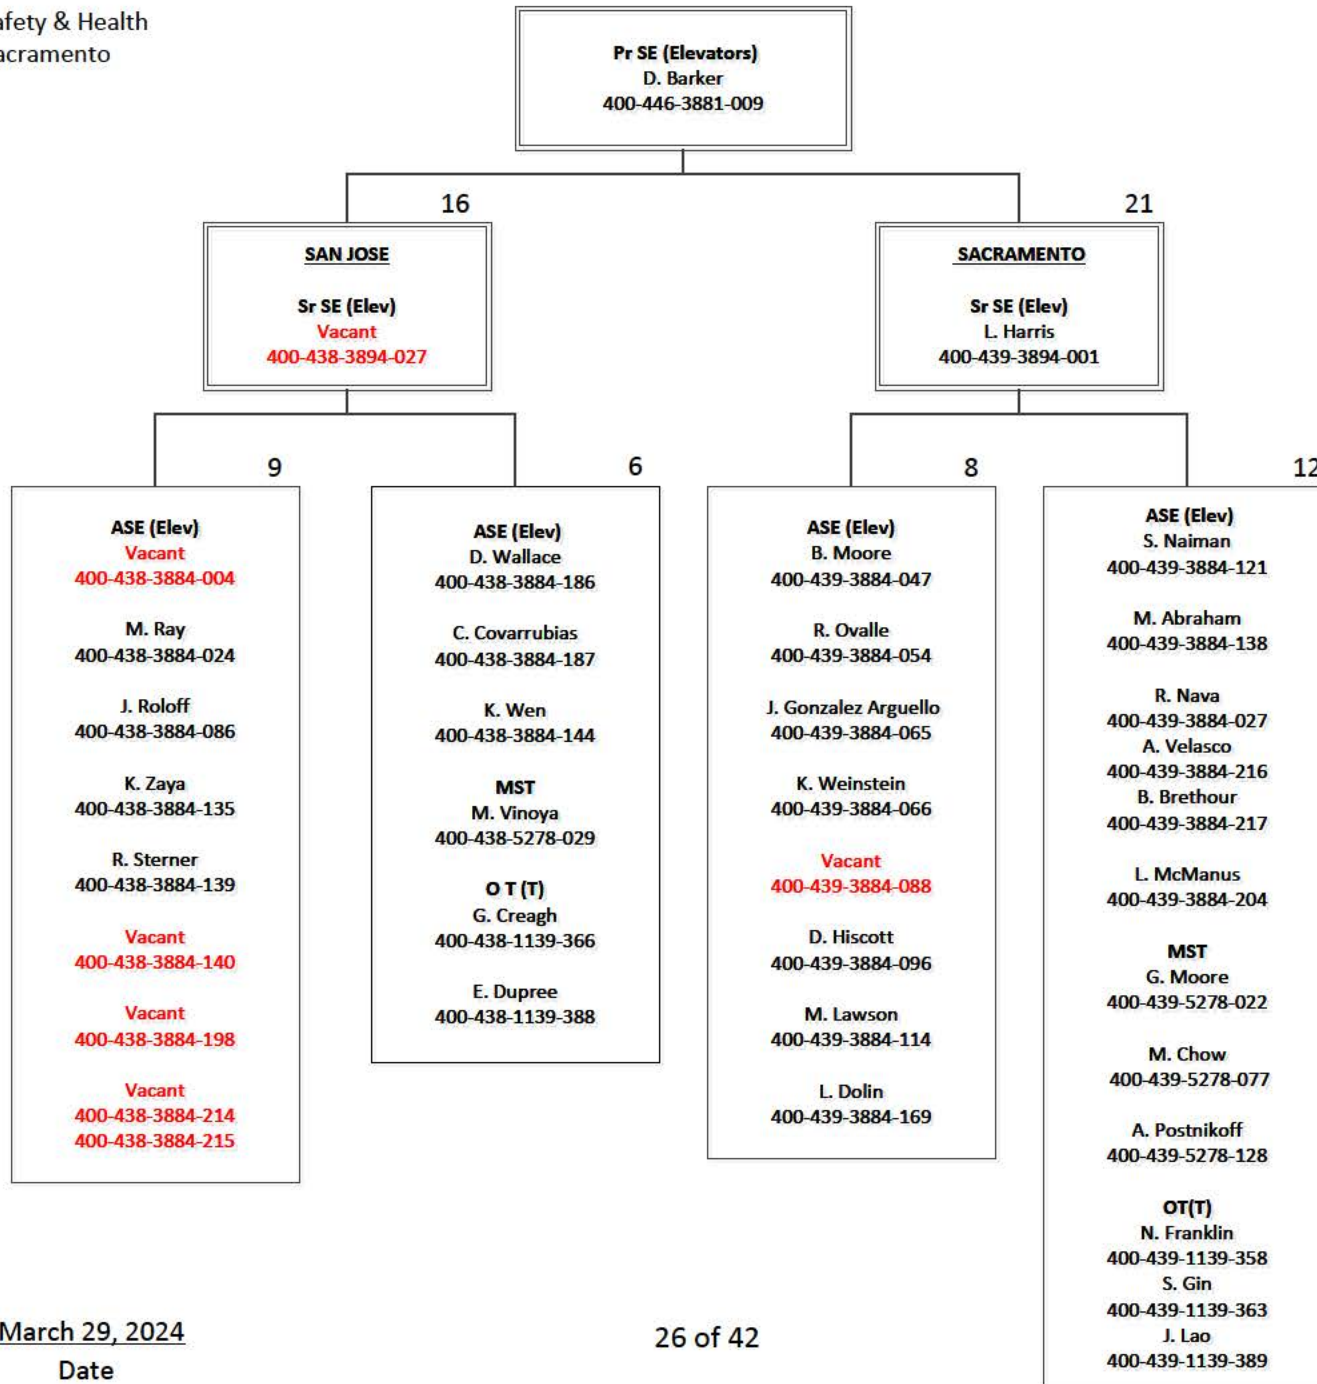 afety & Health
acramento
Pr SE (Elevators)
D. Barker
400-446-3881-009
16
SAN JOSE
Sr SE (Elev)
Vacant
400-438-3894-027
21
SACRAMENTO
Sr SE (Elev)
L. Harris
400-439-3894-001
9
ASE (Elev)
Vacant
400-438-3884-004
M. Ray
400-438-3884-024
J. Roloff
400-438-3884-086
K. Zaya
400-438-3884-135
R. Sterner
400-438-3884-139
Vacant
400-438-3884-140
Vacant
400-438-3884-198
Vacant
400-438-3884-214
400-438-3884-215
6
ASE (Elev)
D. Wallace
400-438-3884-186
C. Covarrubias
400-438-3884-187
K. Wen
400-438-3884-144
MST
M. Vinoya
400-438-5278-029
O T (T)
G. Creagh
400-438-1139-366
E. Dupree
400-438-1139-388
8
ASE (Elev)
B. Moore
400-439-3884-047
R. Ovalle
400-439-3884-054
J. Gonzalez Arguello
400-439-3884-065
K. Weinstein
400-439-3884-066
Vacant
400-439-3884-088
D. Hiscott
400-439-3884-096
M. Lawson
400-439-3884-114
L. Dolin
400-439-3884-169
12
ASE (Elev)
S. Naiman
400-439-3884-121
M. Abraham
400-439-3884-138
R. Nava
400-439-3884-027
A. Velasco
400-439-3884-216
B. Brethour
400-439-3884-217
L. McManus
400-439-3884-204
MST
G. Moore
400-439-5278-022
M. Chow
400-439-5278-077
A. Postnikoff
400-439-5278-128
OT(T)
N. Franklin
400-439-1139-358
S. Gin
400-439-1139-363
J. Lao
400-439-1139-389
March 29, 2024
Date
26 of 42